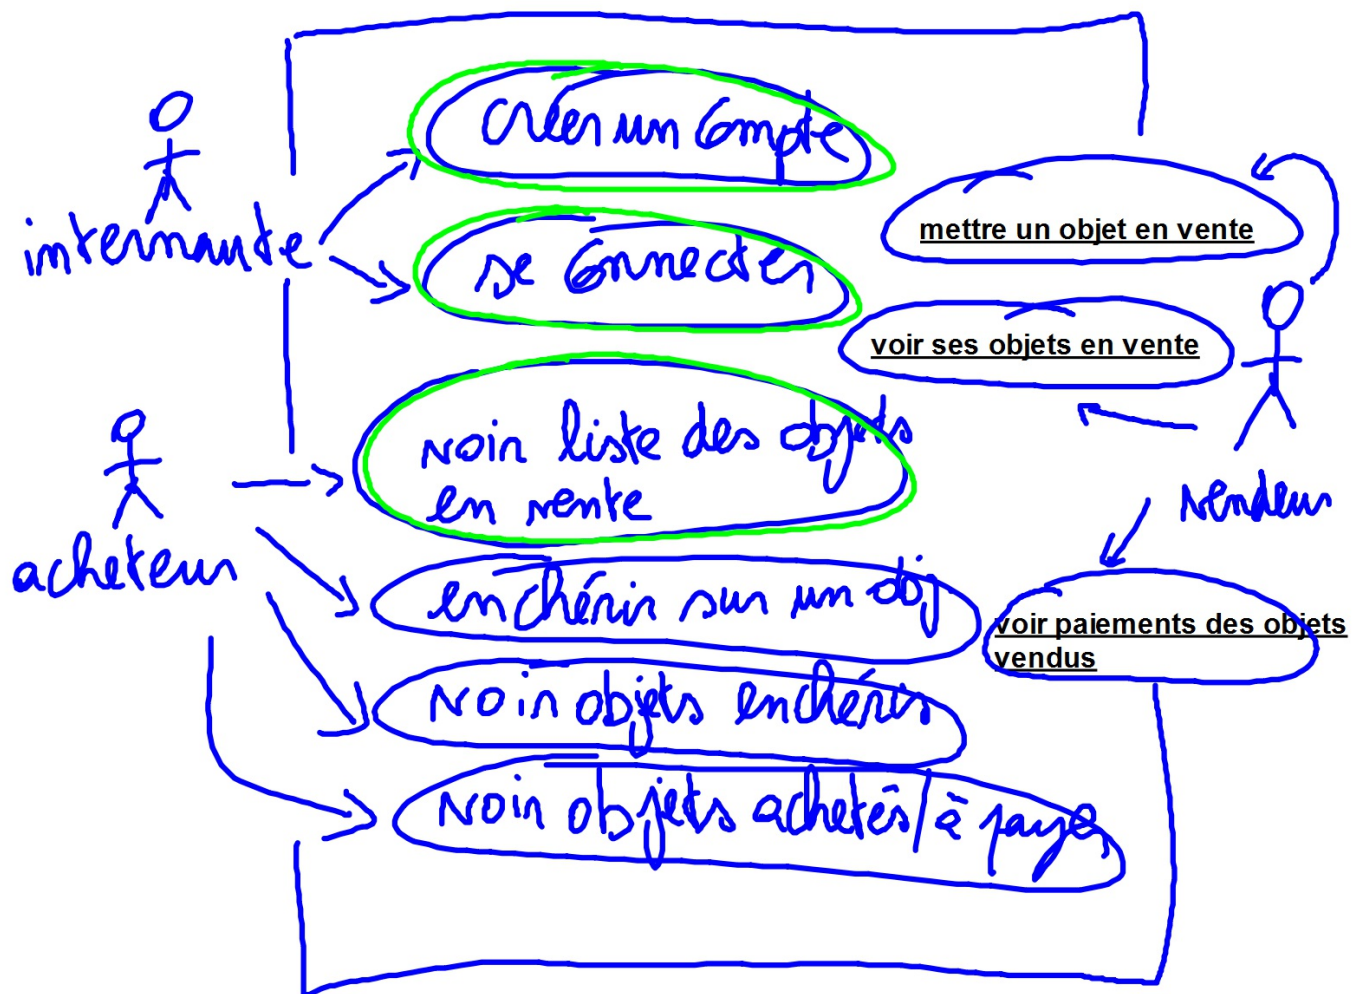 créer un compte
internaute
mettre un objet en vente
se connecter
voir ses objets en vente
voir liste des objets
en vente
vendeur
acheteur
enchérir sur un obj
voir paiements des objets
vendus
voir objets enchéris
voir objets achetés / à payer